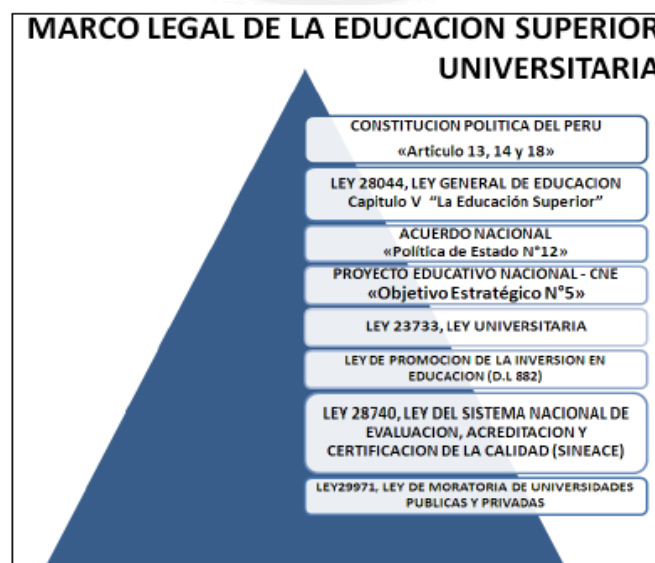 MARCO LEGAL DE LA EDUCACION SUPERIOR
UNIVERSITARIA
CONSTITUCION POLITICA DEL PERU
«Artículo 13, 14 y 18»
LEY 28044, LEY GENERAL DE EDUCACION
Capitulo V "La Educación Superior"
ACUERDO NACIONAL
«Política de Estado N°12»
PROYECTO EDUCATIVO NACIONAL - CNE
«Objetivo Estratégico N°5»
LEY 23733, LEY UNIVERSITARIA
LEY DE PROMOCION DE LA INVERSION EN
EDUCACION (D.L 882)
LEY 28740, LEY DEL SISTEMA NACIONAL DE
EVALUACION, ACREDITACION Y
CERTIFICACION DE LA CALIDAD (SINEACE)
LEY29971, LEY DE MORATORIA DE UNIVERSIDADES
PUBLICAS Y PRIVADAS